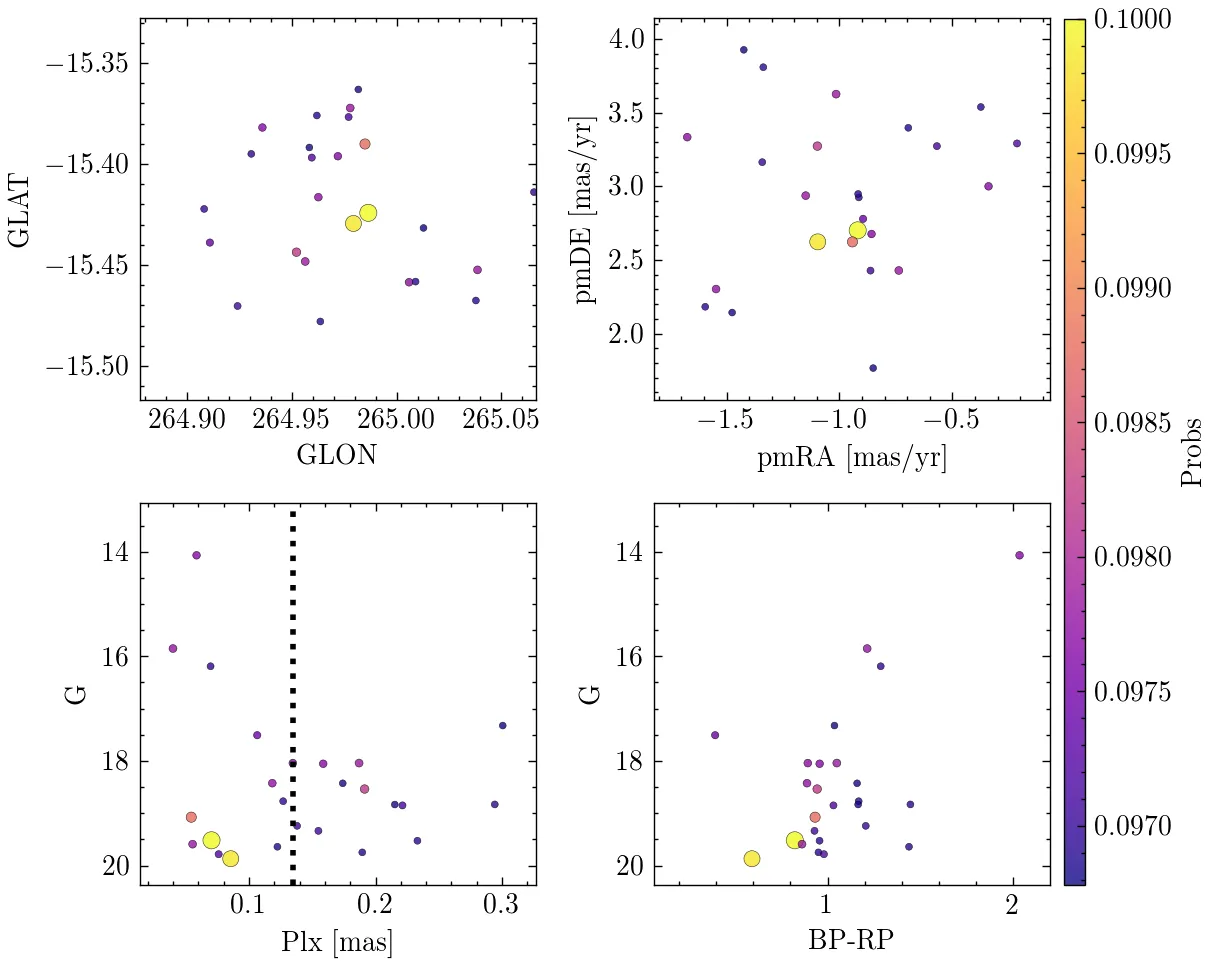 −15.35
−15.40
−15.45
−15.50
GLAT
264.90 264.95 265.00 265.05
GLON
4.0
3.5
3.0
2.5
2.0
pmDE [mas/yr]
−1.5 −1.0 −0.5
pmRA [mas/yr]
14
16
18
20
G
0.1 0.2 0.3
Plx [mas]
14
16
18
20
G
1 2
BP-RP
0.1000
0.0995
0.0990
0.0985
0.0980
0.0975
0.0970
Probs